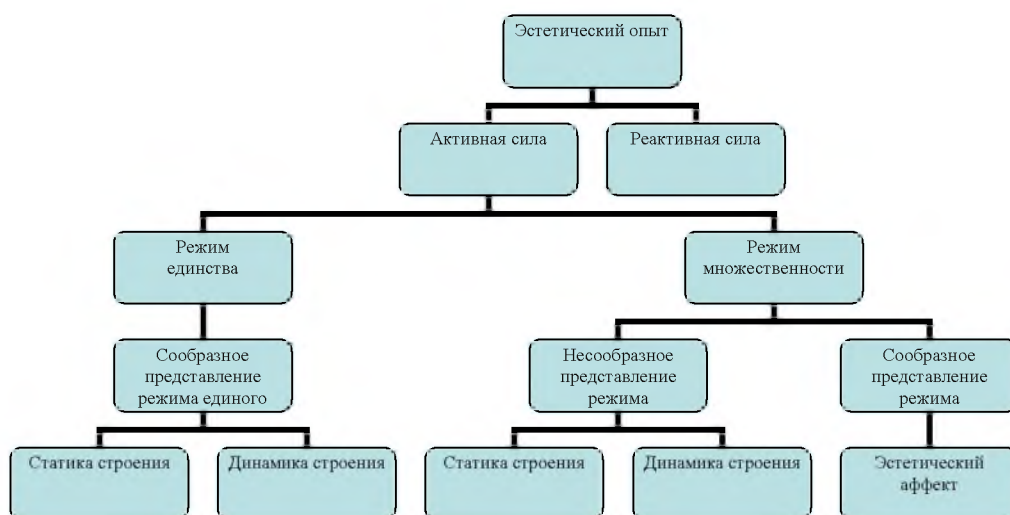 Эстетический опыт
Активная сила
Реактивная сила
Режим
единства
Режим
множественности
Сообразное
представление
режима единого
Несообразное
представление
режима
Сообразное
представление
режима
Статика строения
Динамика строения
Статика строения
Динамика строения
Эстетический
аффект